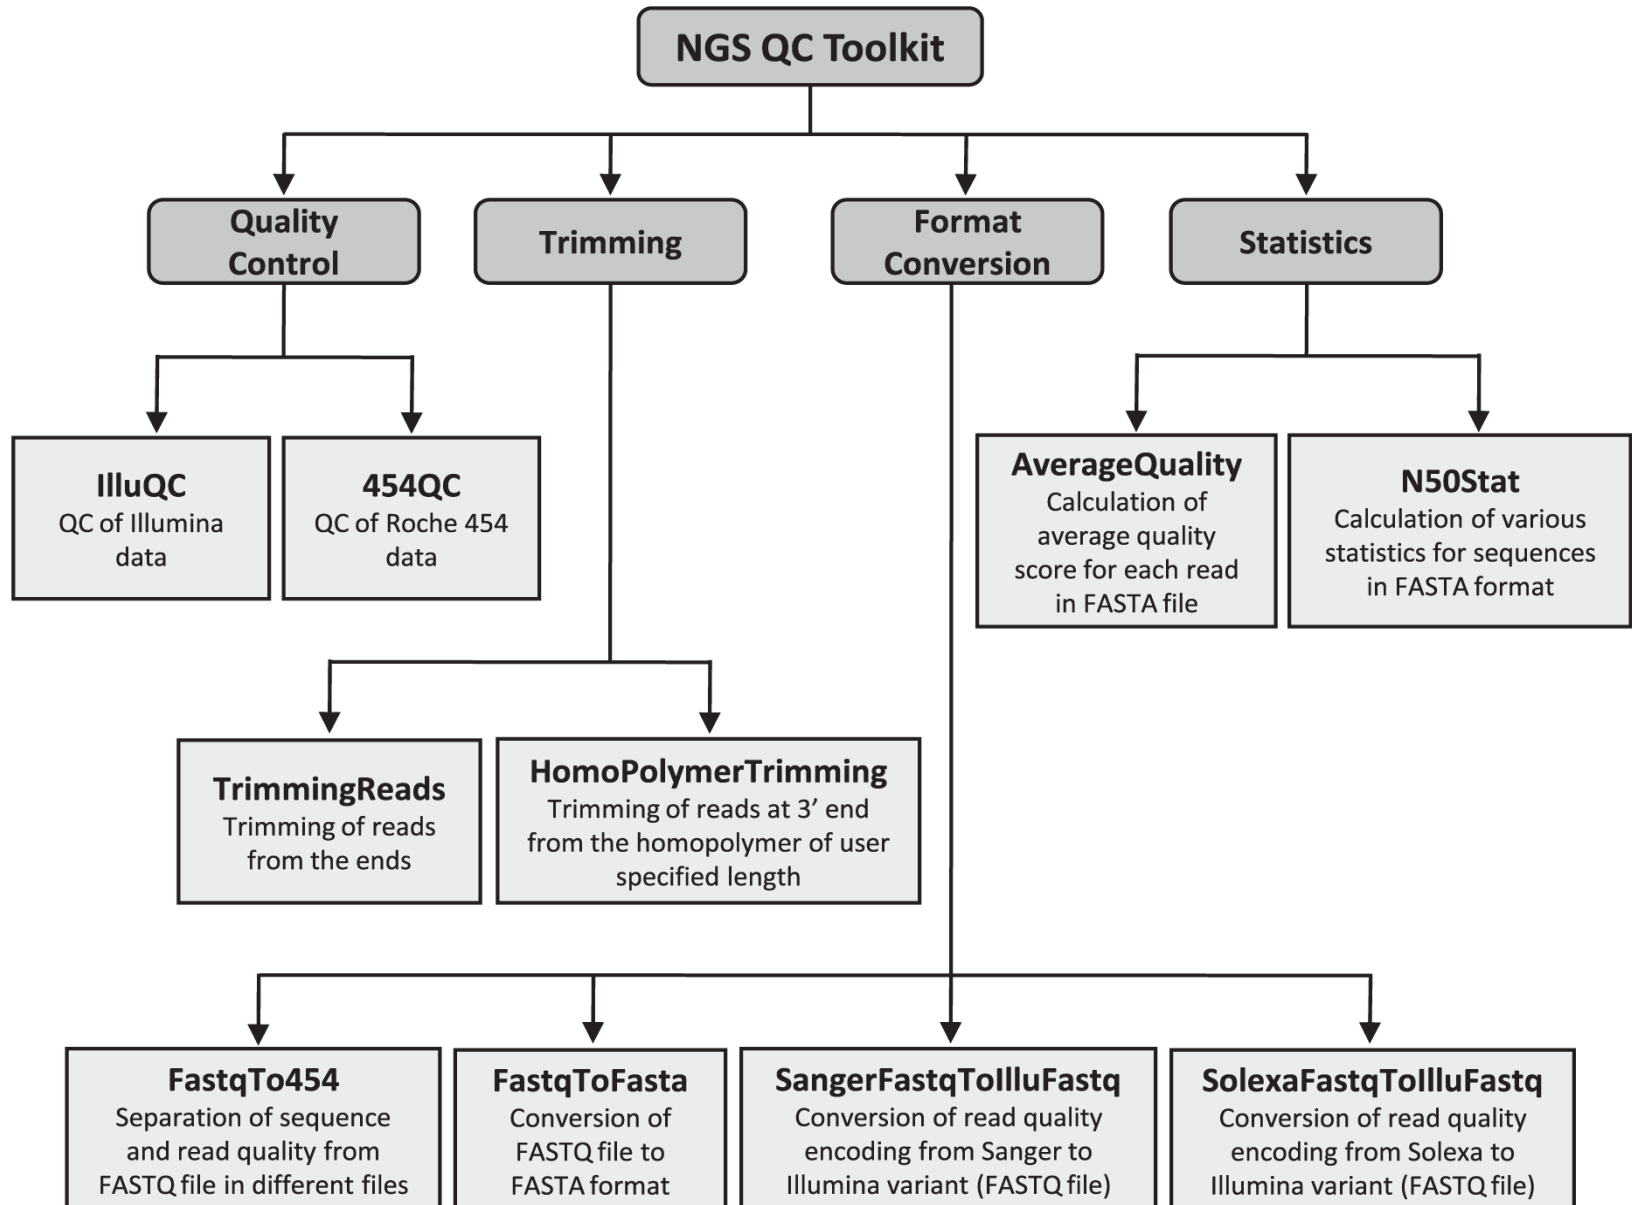 NGS QC Toolkit
Quality
Control
Trimming
Format
Conversion
Statistics
IlluQC
QC of Illumina
data
454QC
QC of Roche 454
data
AverageQuality
Calculation of
average quality
score for each read
in FASTA file
N50Stat
Calculation of various
statistics for sequences
in FASTA format
TrimmingReads
Trimming of reads
from the ends
HomoPolymerTrimming
Trimming of reads at 3’ end
from the homopolymer of user
specified length
FastqTo454
Separation of sequence
and read quality from
FASTQ file in different files
FastqToFasta
Conversion of
FASTQ file to
FASTA format
SangerFastqToIlluFastq
Conversion of read quality
encoding from Sanger to
Illumina variant (FASTQ file)
SolexaFastqToIlluFastq
Conversion of read quality
encoding from Solexa to
Illumina variant (FASTQ file)